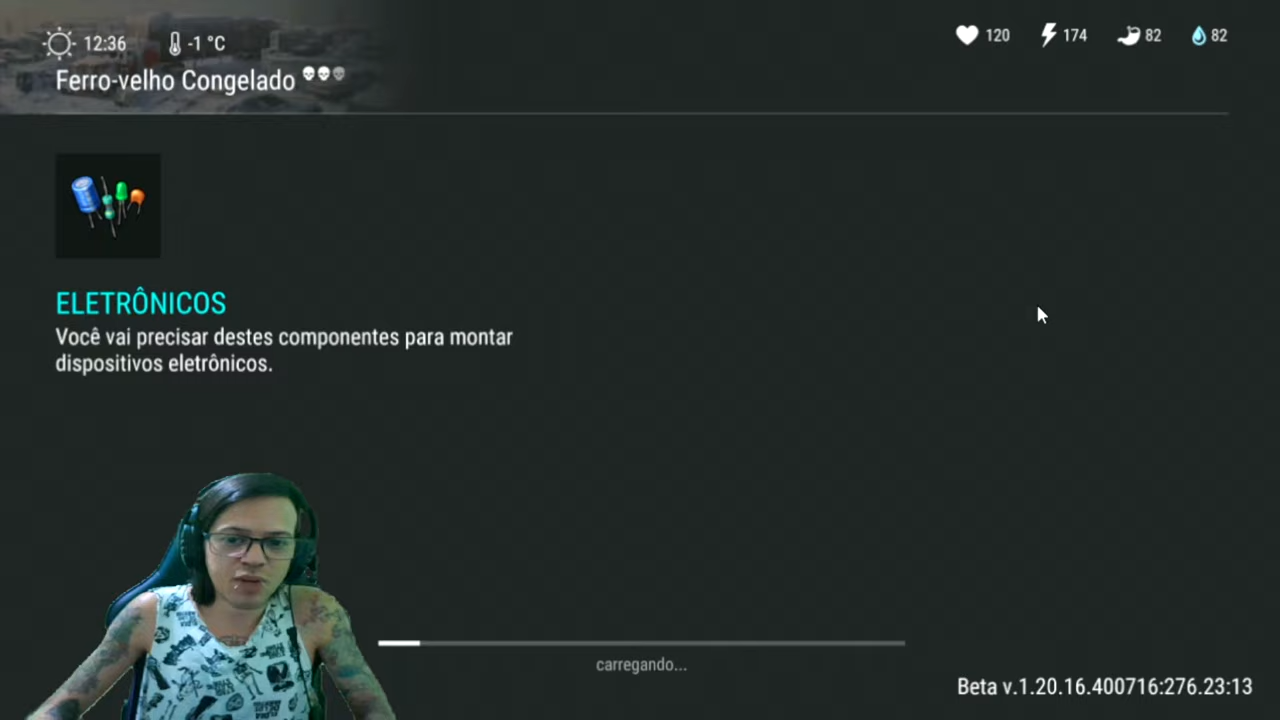 12:36 -1 °C
120 174 82 82
Ferro-velho Congelado
ELETRÔNICOS
Você vai precisar destes componentes para montar
dispositivos eletrônicos.
carregando...
Beta v.1.20.16.400716:276.23:13